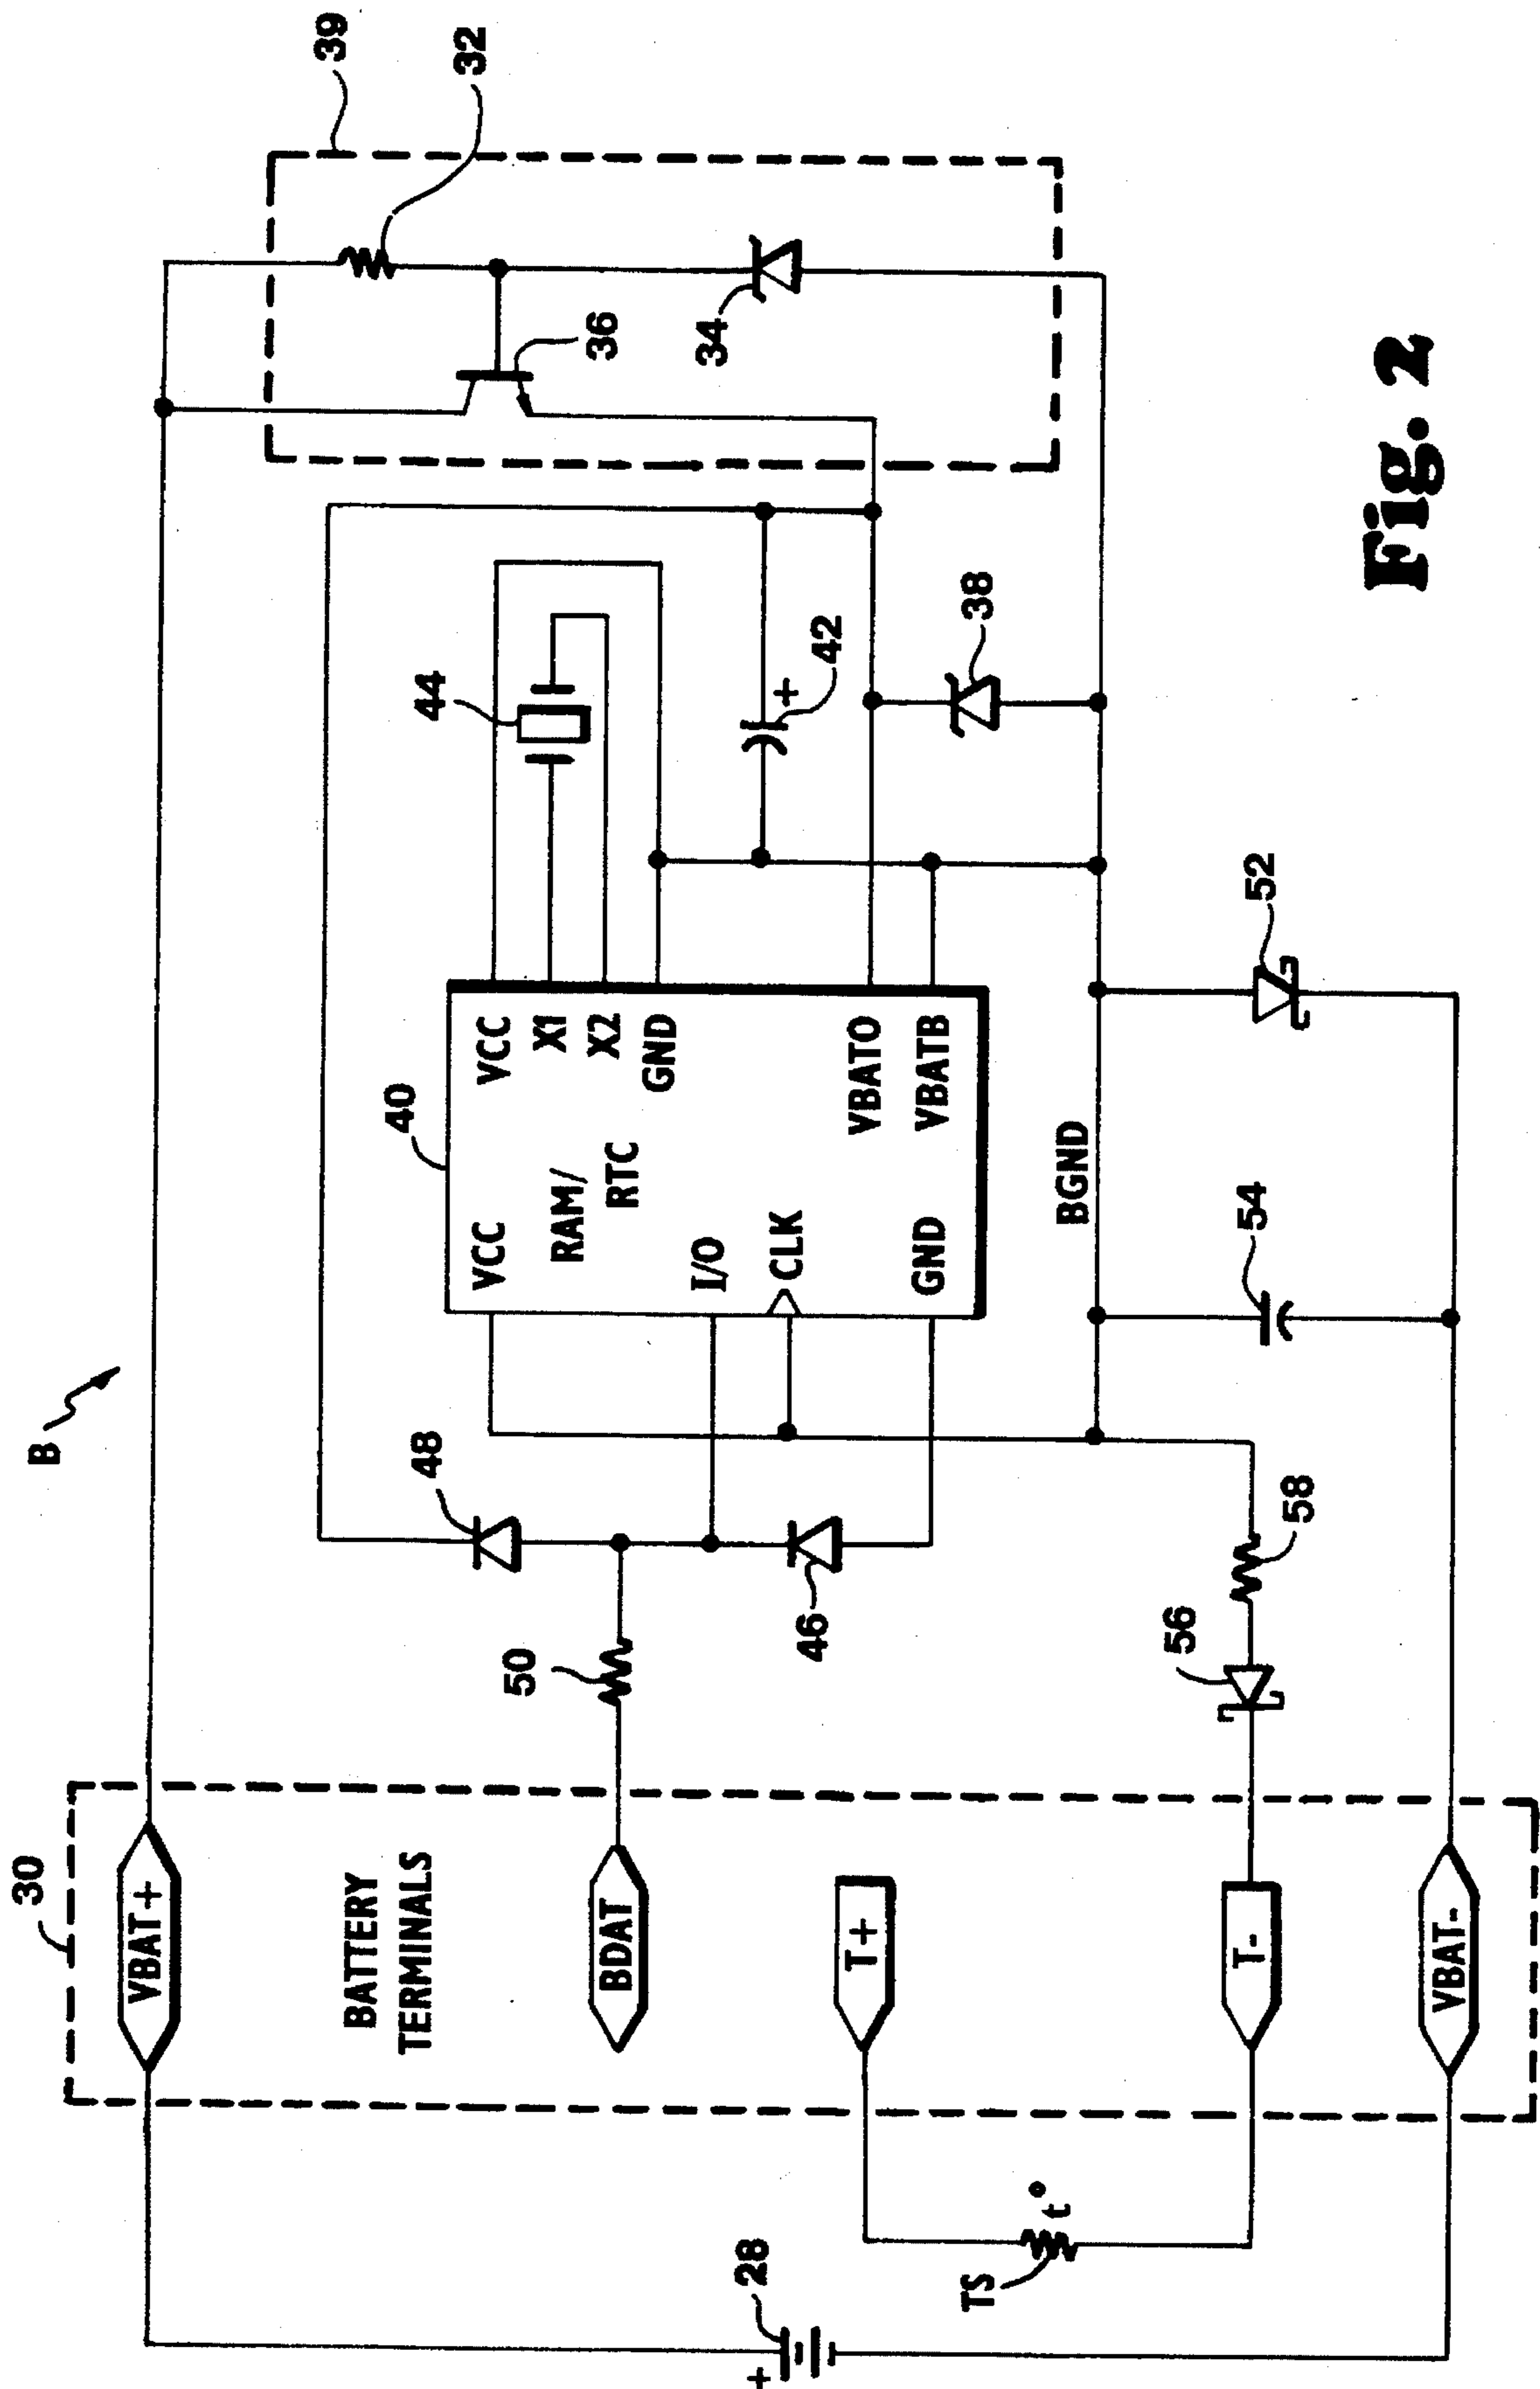 B
39
32
30
VBAT+
40
48
44
36
VCC
VCC
X1
X2
GND
RAM/
RTC
BATTERY
TERMINALS
50
BDAT
I/O
34
28
+
T+
46
CLK
+
42
VBATO
GND
VBATB
38
TS
t°
BGND
56
T-
58
54
52
VBAT-
Fig. 2